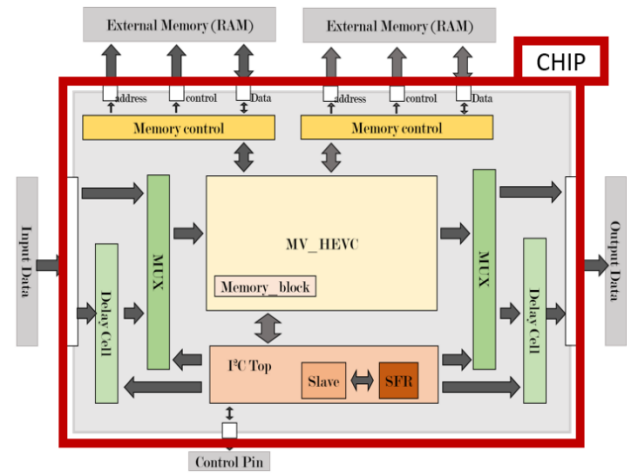 External Memory (RAM)
External Memory (RAM)
CHIP
address
control
Data
address
control
Data
Memory control
Memory control
Input Data
MUX
Delay Cell
MV_HEVC
Memory_block
MUX
Delay Cell
Output Data
I²C Top
Slave
SFR
Control Pin